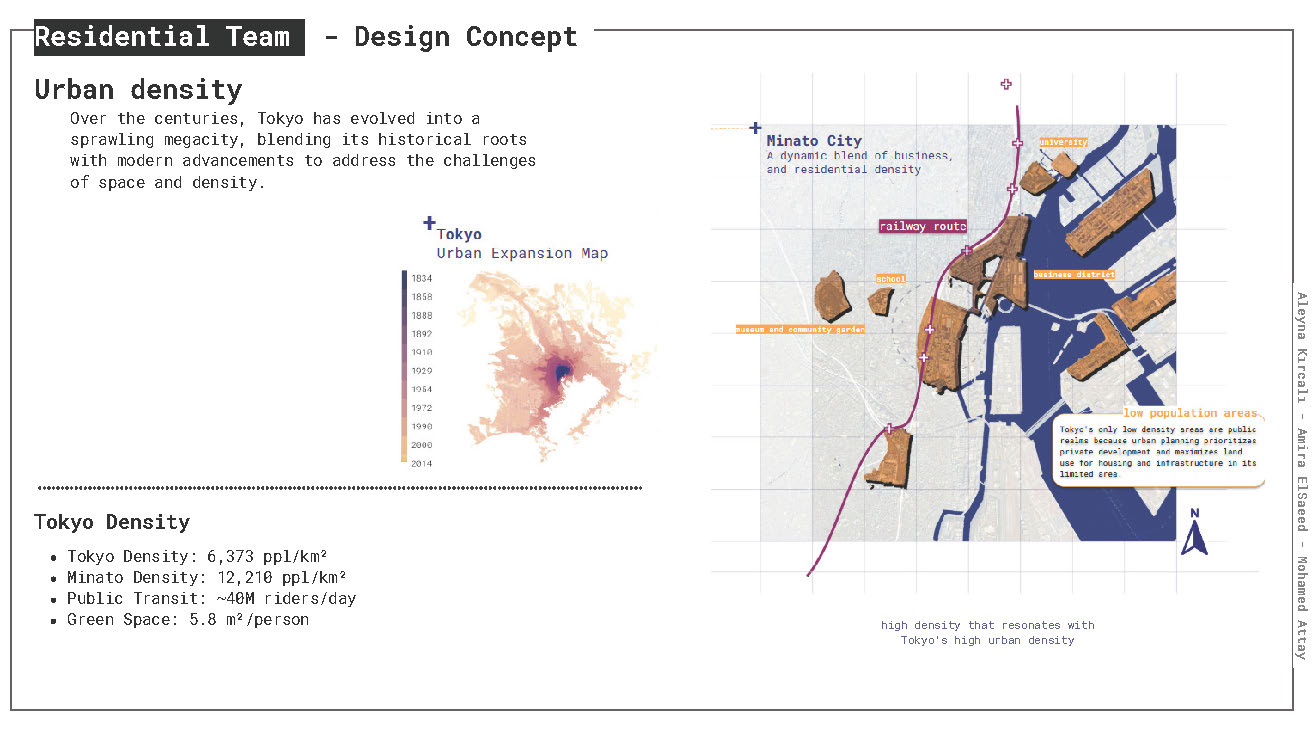 Residential Team - Design Concept
Urban density
Over the centuries, Tokyo has evolved into a
sprawling megacity, blending its historical roots
with modern advancements to address the challenges
of space and density.
Tokyo
Urban Expansion Map
1834
1858
1888
1892
1910
1929
1954
1972
1990
2000
2014
Tokyo Density
• Tokyo Density: 6,373 ppl/km²
• Minato Density: 12,210 ppl/km²
• Public Transit: ~40M riders/day
• Green Space: 5.8 m²/person
Minato City
A dynamic blend of business,
and residential density
university
railway route
school
business district
museum and community garden
low population areas
Tokyo's only low density areas are public
realms because urban planning prioritizes
private development and maximizes land
use for housing and infrastructure in its
limited area.
N
high density that resonates with
Tokyo's high urban density
Aleyna Kırcalı - Amira ElSaeed - Mohamed Attay